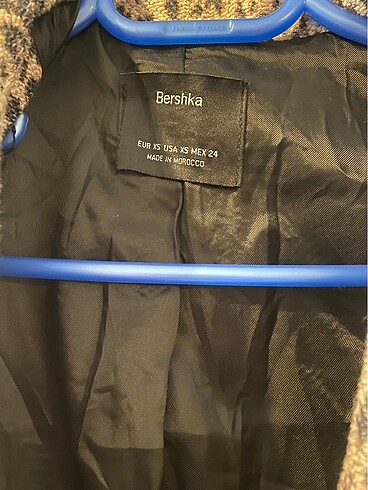 Bershka
EUR XS USA XS MEX 24
MADE IN MOROCCO